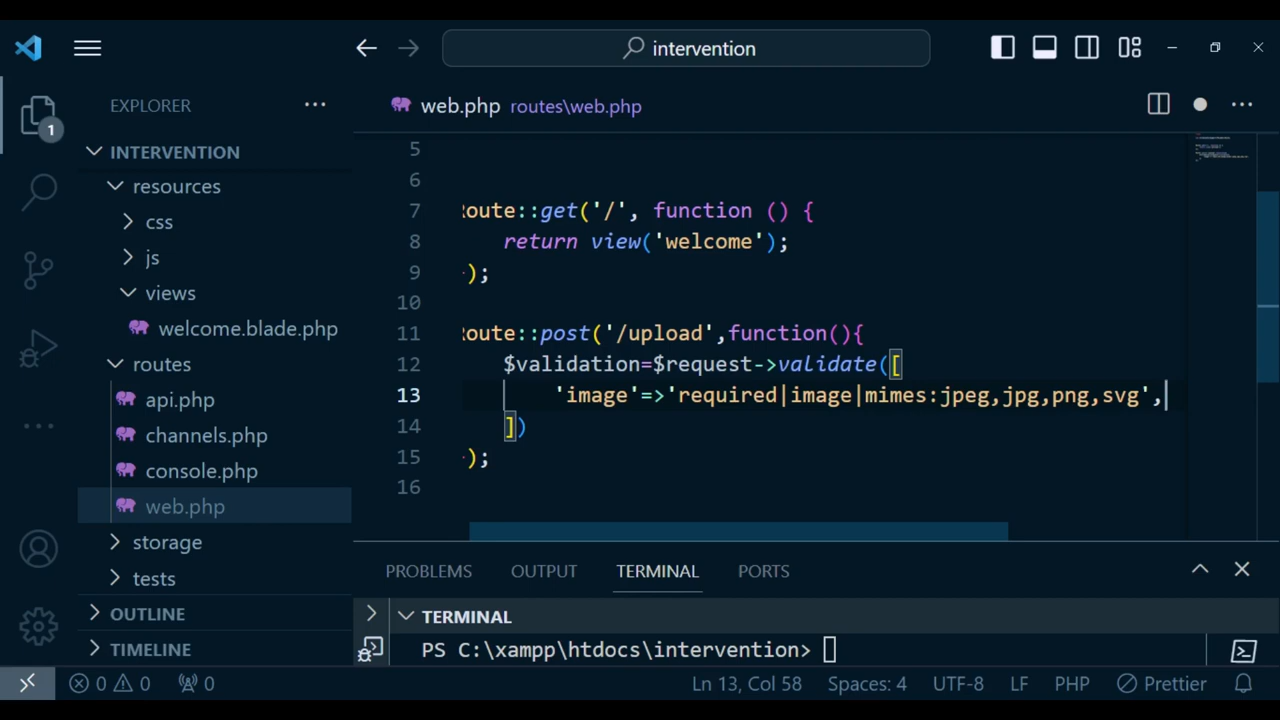 intervention
EXPLORER
1
INTERVENTION
resources
css
js
views
welcome.blade.php
routes
api.php
channels.php
console.php
web.php
storage
tests
OUTLINE
TIMELINE
web.php routes\web.php
5
6
7 Route::get('/', function () {
8 return view('welcome');
9 );
10
11 Route::post('/upload',function(){
12 $validation=$request->validate([
13 'image'=>'required|image|mimes:jpeg,jpg,png,svg',
14 ])
15 );
16
PROBLEMS OUTPUT TERMINAL PORTS
TERMINAL
PS C:\xampp\htdocs\intervention>
0 0 0 Ln 13, Col 58 Spaces: 4 UTF-8 LF PHP Prettier